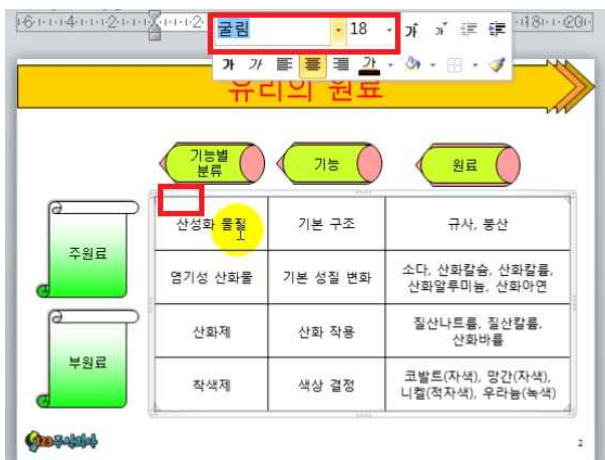 굴림 18
가 가
가 가 가
유리의 원료
기능별
분류
기능
원료
주원료
산성화 물질
기본 구조
규사, 붕산
염기성 산화물
기본 성질 변화
소다, 산화칼슘, 산화칼륨,
산화알루미늄, 산화아연
부원료
산화제
산화 작용
질산나트륨, 질산칼륨,
산화바륨
착색제
색상 결정
코발트(자색), 망간(자색),
니켈(적자색), 우라늄(녹색)
2